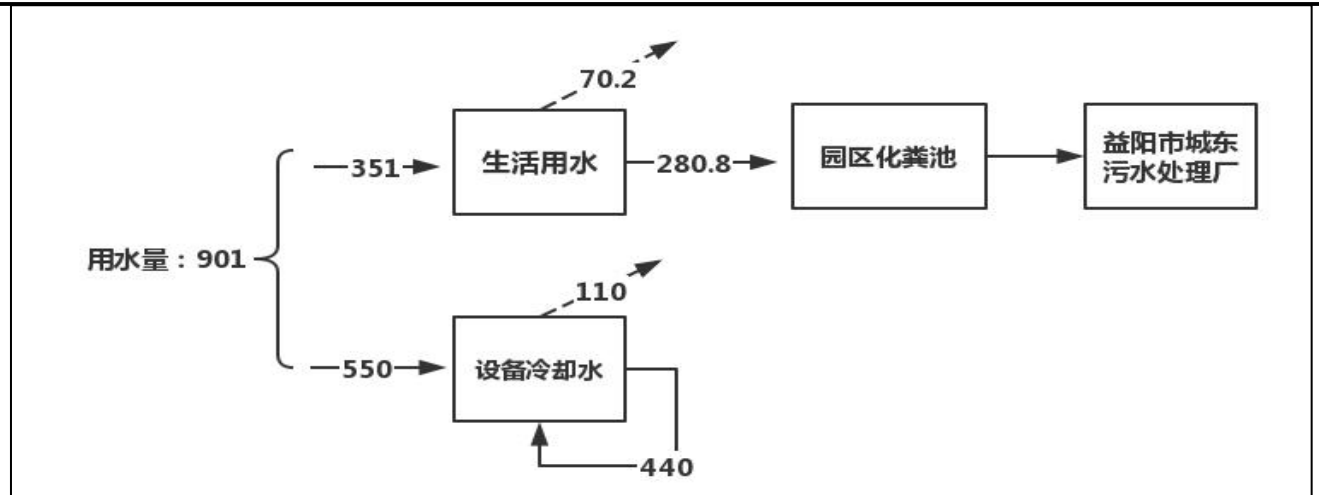 70.2
351
生活用水
280.8
园区化粪池
益阳市城东
污水处理厂
用水量：901
110
550
设备冷却水
440